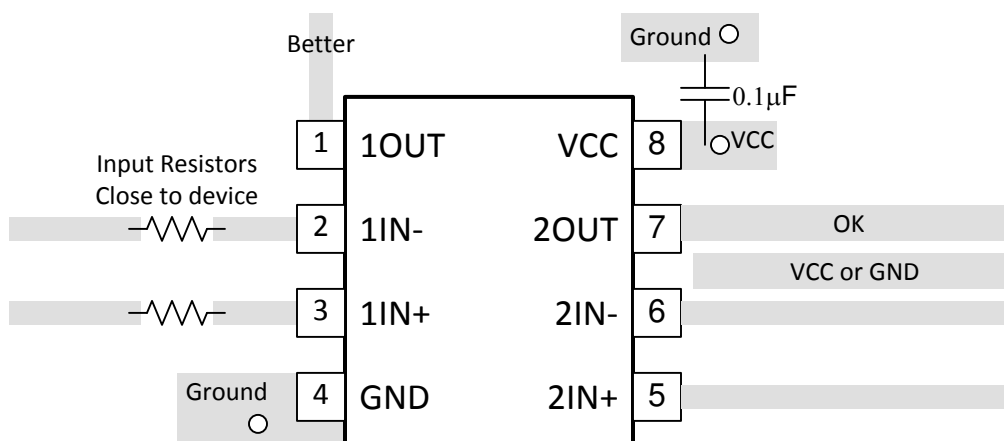 Better
Ground
0.1µF
1 1OUT VCC 8 VCC
Input Resistors
Close to device
2 1IN- 2OUT 7 OK
VCC or GND
3 1IN+ 2IN- 6
Ground
4 GND 2IN+ 5